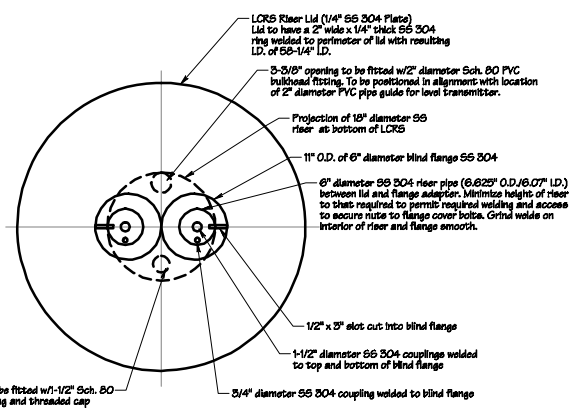 LCRS Riser Lid (1/4" SS 304 Plate)
Lid to have a 2" wide x 1/4" thick SS 304
ring welded to perimeter of lid with resulting
I.D. of 58-1/4" I.D.
3-3/8" opening to be fitted w/2" diameter Sch. 80 PVC
bulkhead fitting. To be positioned in alignment with location
of 2" diameter PVC pipe guide for level transmitter.
Projection of 18" diameter SS
riser at bottom of LCRS
11" O.D. of 6" diameter blind flange SS 304
6" diameter SS 304 riser pipe (6.625" O.D./6.07" I.D.)
between lid and flange adapter. Minimize height of riser
to that required to permit required welding and access
to secure nuts to flange cover bolts. Grind welds on
interior of riser and flange smooth.
1/2" x 3" slot cut into blind flange
1-1/2" diameter SS 304 couplings welded
to top and bottom of blind flange
3/4" diameter SS 304 coupling welded to blind flange
be fitted w/1-1/2" Sch. 80
and threaded cap